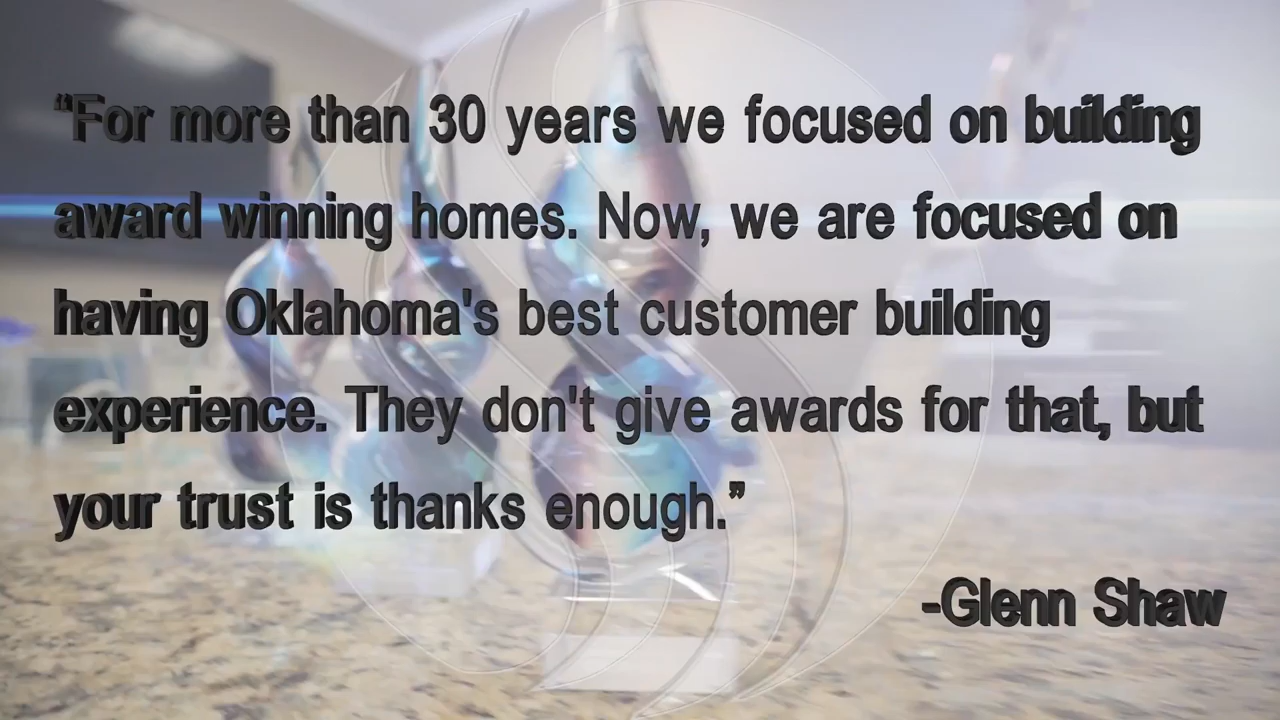 “For more than 30 years we focused on building
award winning homes. Now, we are focused on
having Oklahoma's best customer building
experience. They don't give awards for that, but
your trust is thanks enough.”
-Glenn Shaw